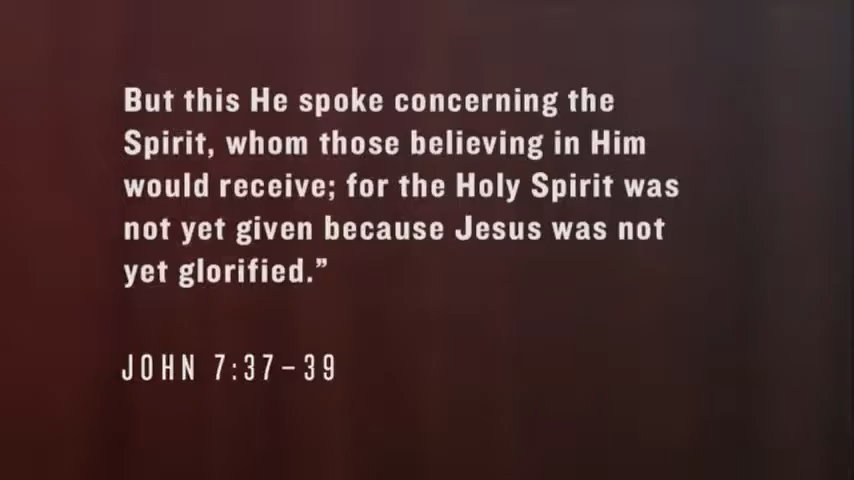 But this He spoke concerning the
Spirit, whom those believing in Him
would receive; for the Holy Spirit was
not yet given because Jesus was not
yet glorified.”
JOHN 7:37–39